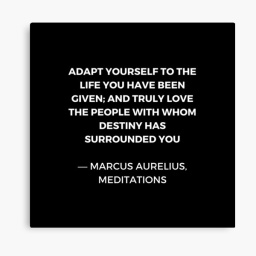 ADAPT YOURSELF TO THE
LIFE YOU HAVE BEEN
GIVEN; AND TRULY LOVE
THE PEOPLE WITH WHOM
DESTINY HAS
SURROUNDED YOU
— MARCUS AURELIUS,
MEDITATIONS